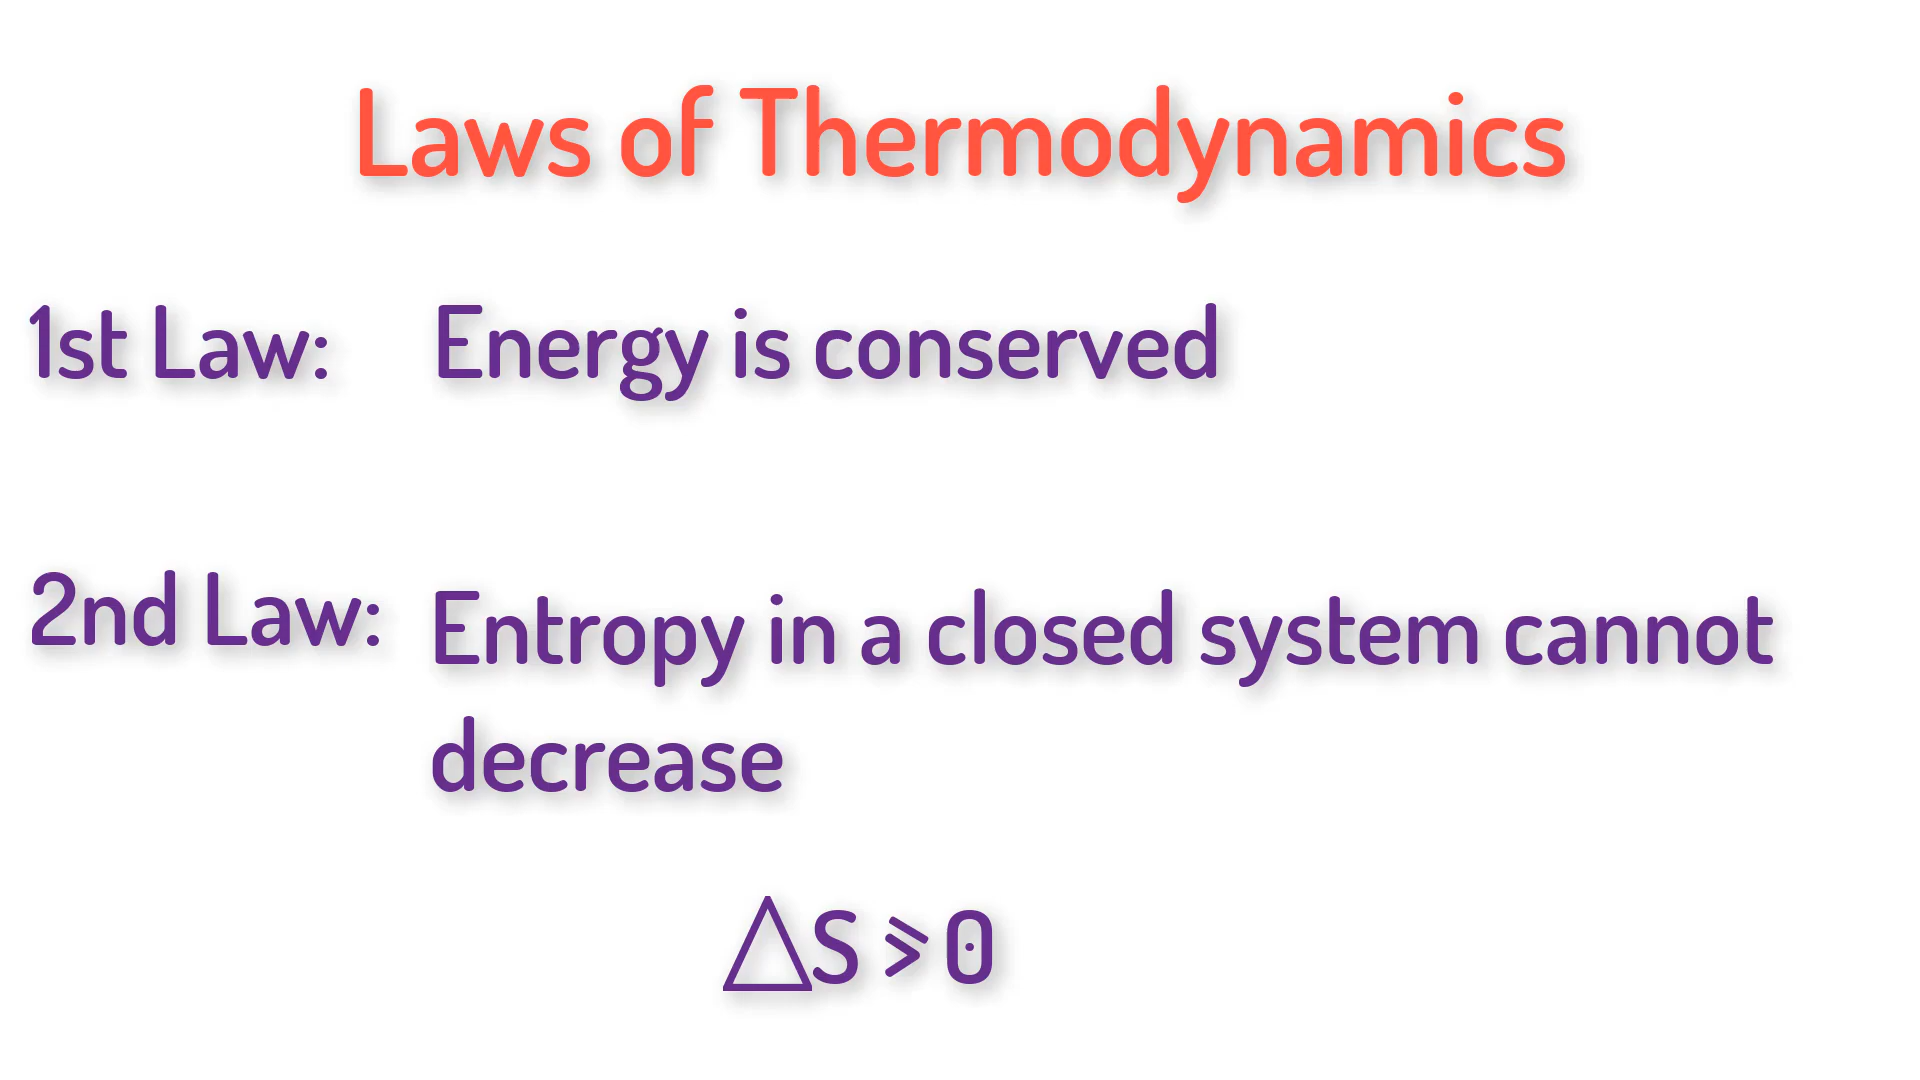 Laws of Thermodynamics
1st Law: Energy is conserved
2nd Law: Entropy in a closed system cannot
decrease
△S ⩾ 0